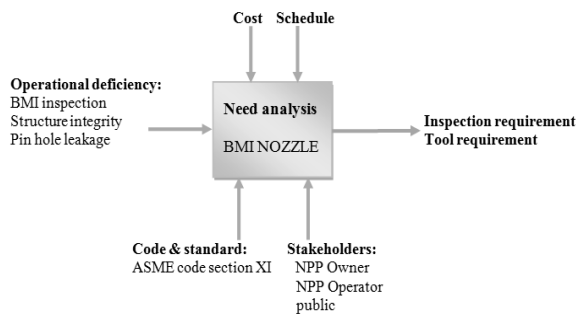 Cost Schedule
Operational deficiency:
BMI inspection
Structure integrity
Pin hole leakage
Need analysis
BMI NOZZLE
Inspection requirement
Tool requirement
Code & standard:
ASME code section XI
Stakeholders:
NPP Owner
NPP Operator
public